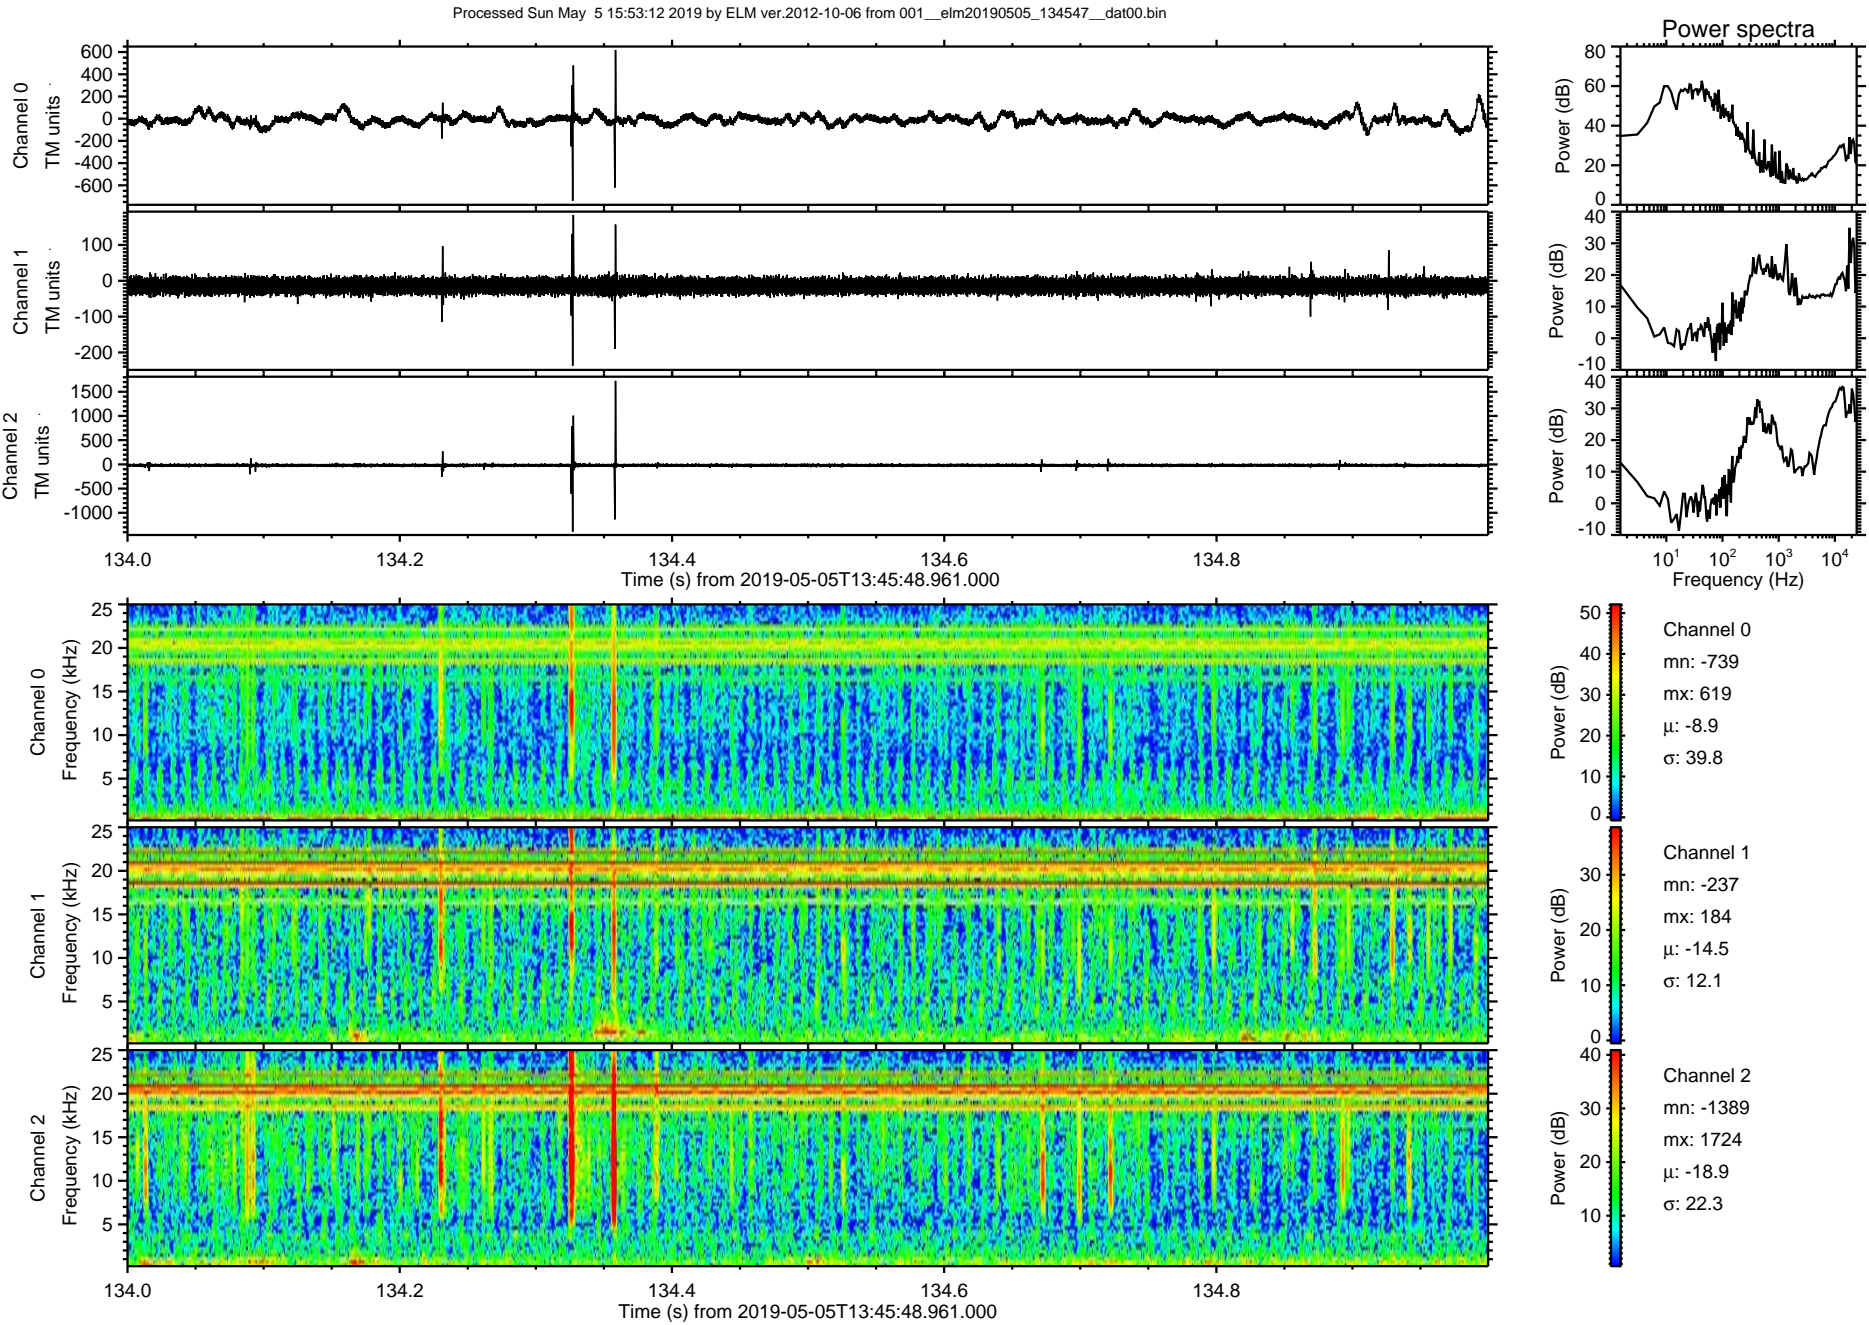 Processed Sun May  5 15:53:12 2019 by ELM ver.2012-10-06 from 001__elm20190505_134547__dat00.bin
Power spectra
Channel 0
TM units
600
400
200
0
-200
-400
-600
Channel 1
TM units
100
0
-100
-200
Channel 2
TM units
1500
1000
500
0
-500
-1000
134.0 134.2 134.4 134.6 134.8
Time (s) from 2019-05-05T13:45:48.961.000
Power (dB)
80
60
40
20
0
Power (dB)
40
30
20
10
0
-10
Power (dB)
40
30
20
10
0
-10
10^1 10^2 10^3 10^4
Frequency (Hz)
Channel 0
Frequency (kHz)
25
20
15
10
5
Power (dB)
50
40
30
20
10
0
Channel 0
mn: -739
mx: 619
μ: -8.9
σ: 39.8
Channel 1
Frequency (kHz)
25
20
15
10
5
Power (dB)
30
20
10
0
Channel 1
mn: -237
mx: 184
μ: -14.5
σ: 12.1
Channel 2
Frequency (kHz)
25
20
15
10
5
Power (dB)
40
30
20
10
Channel 2
mn: -1389
mx: 1724
μ: -18.9
σ: 22.3
134.0 134.2 134.4 134.6 134.8
Time (s) from 2019-05-05T13:45:48.961.000